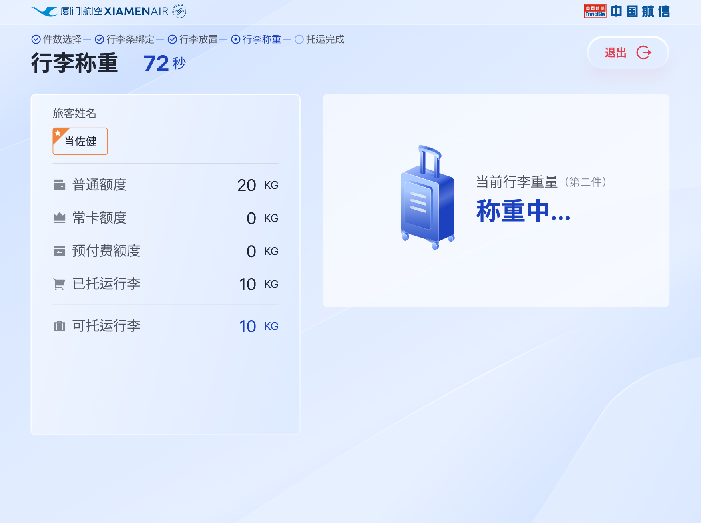 厦门航空 XIAMENAIR
中国航信
件数选择 行李条绑定 行李放置 行李称重 托运完成
行李称重 72 秒
退出
旅客姓名
肖佐健
普通额度 20 KG
常卡额度 0 KG
预付费额度 0 KG
已托运行李 10 KG
可托运行李 10 KG
当前行李重量（第二件）
称重中...